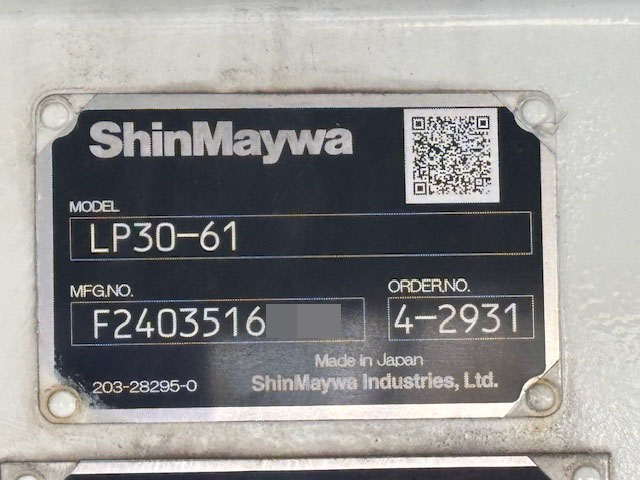 ShinMaywa
MODEL
LP30-61
MFG.NO.
F2403516
ORDER.NO.
4-2931
Made in Japan
203-28295-0
ShinMaywa Industries, Ltd.